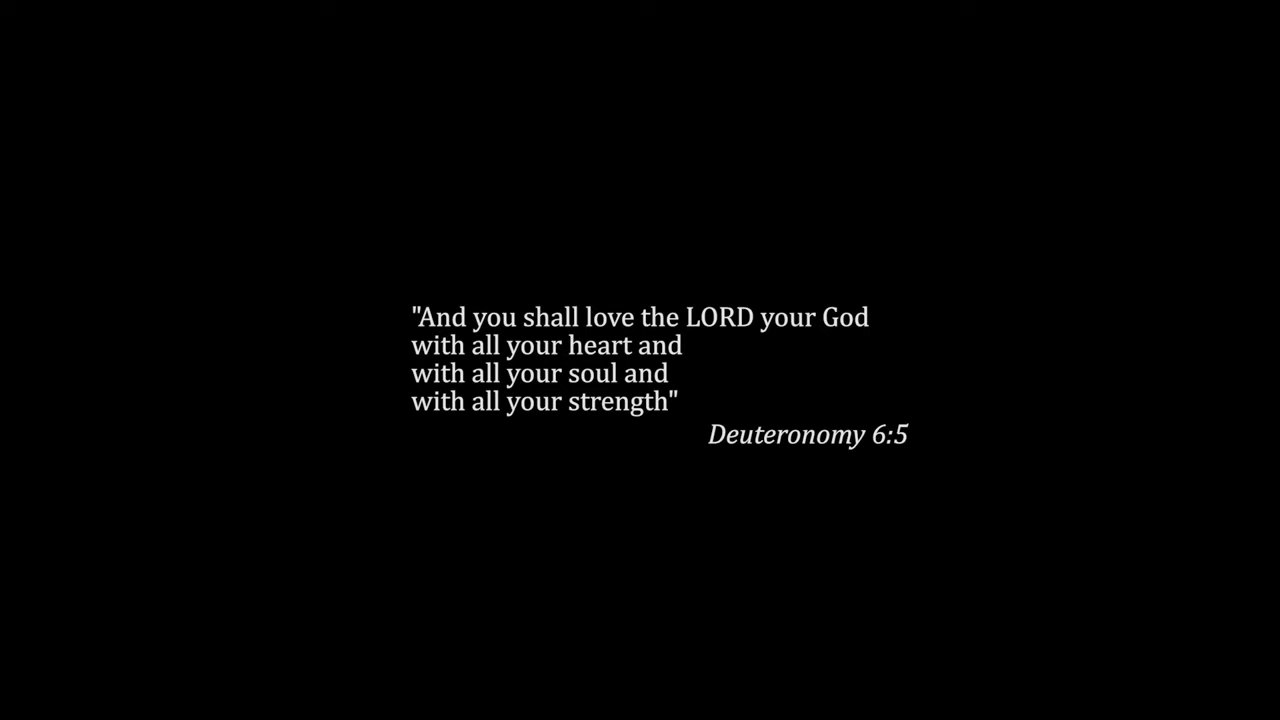 "And you shall love the LORD your God
with all your heart and
with all your soul and
with all your strength"
Deuteronomy 6:5